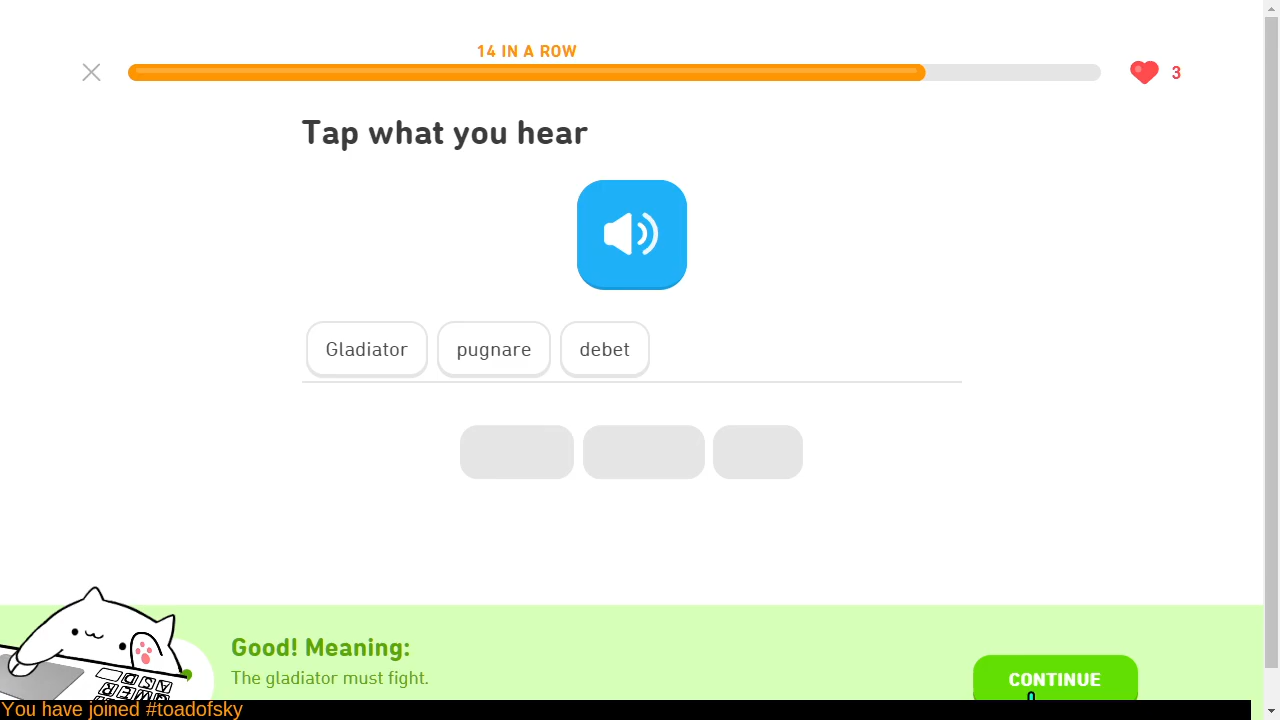 14 IN A ROW
3
Tap what you hear
Gladiator pugnare debet
Good! Meaning:
The gladiator must fight.
CONTINUE
You have joined #toadofsky